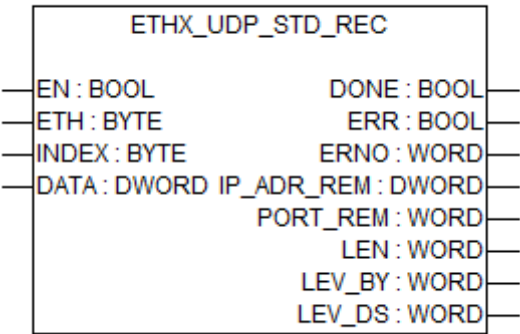 ETHX_UDP_STD_REC
EN : BOOL DONE : BOOL
ETH : BYTE ERR : BOOL
INDEX : BYTE ERNO : WORD
DATA : DWORD IP_ADR_REM : DWORD
PORT_REM : WORD
LEN : WORD
LEV_BY : WORD
LEV_DS : WORD